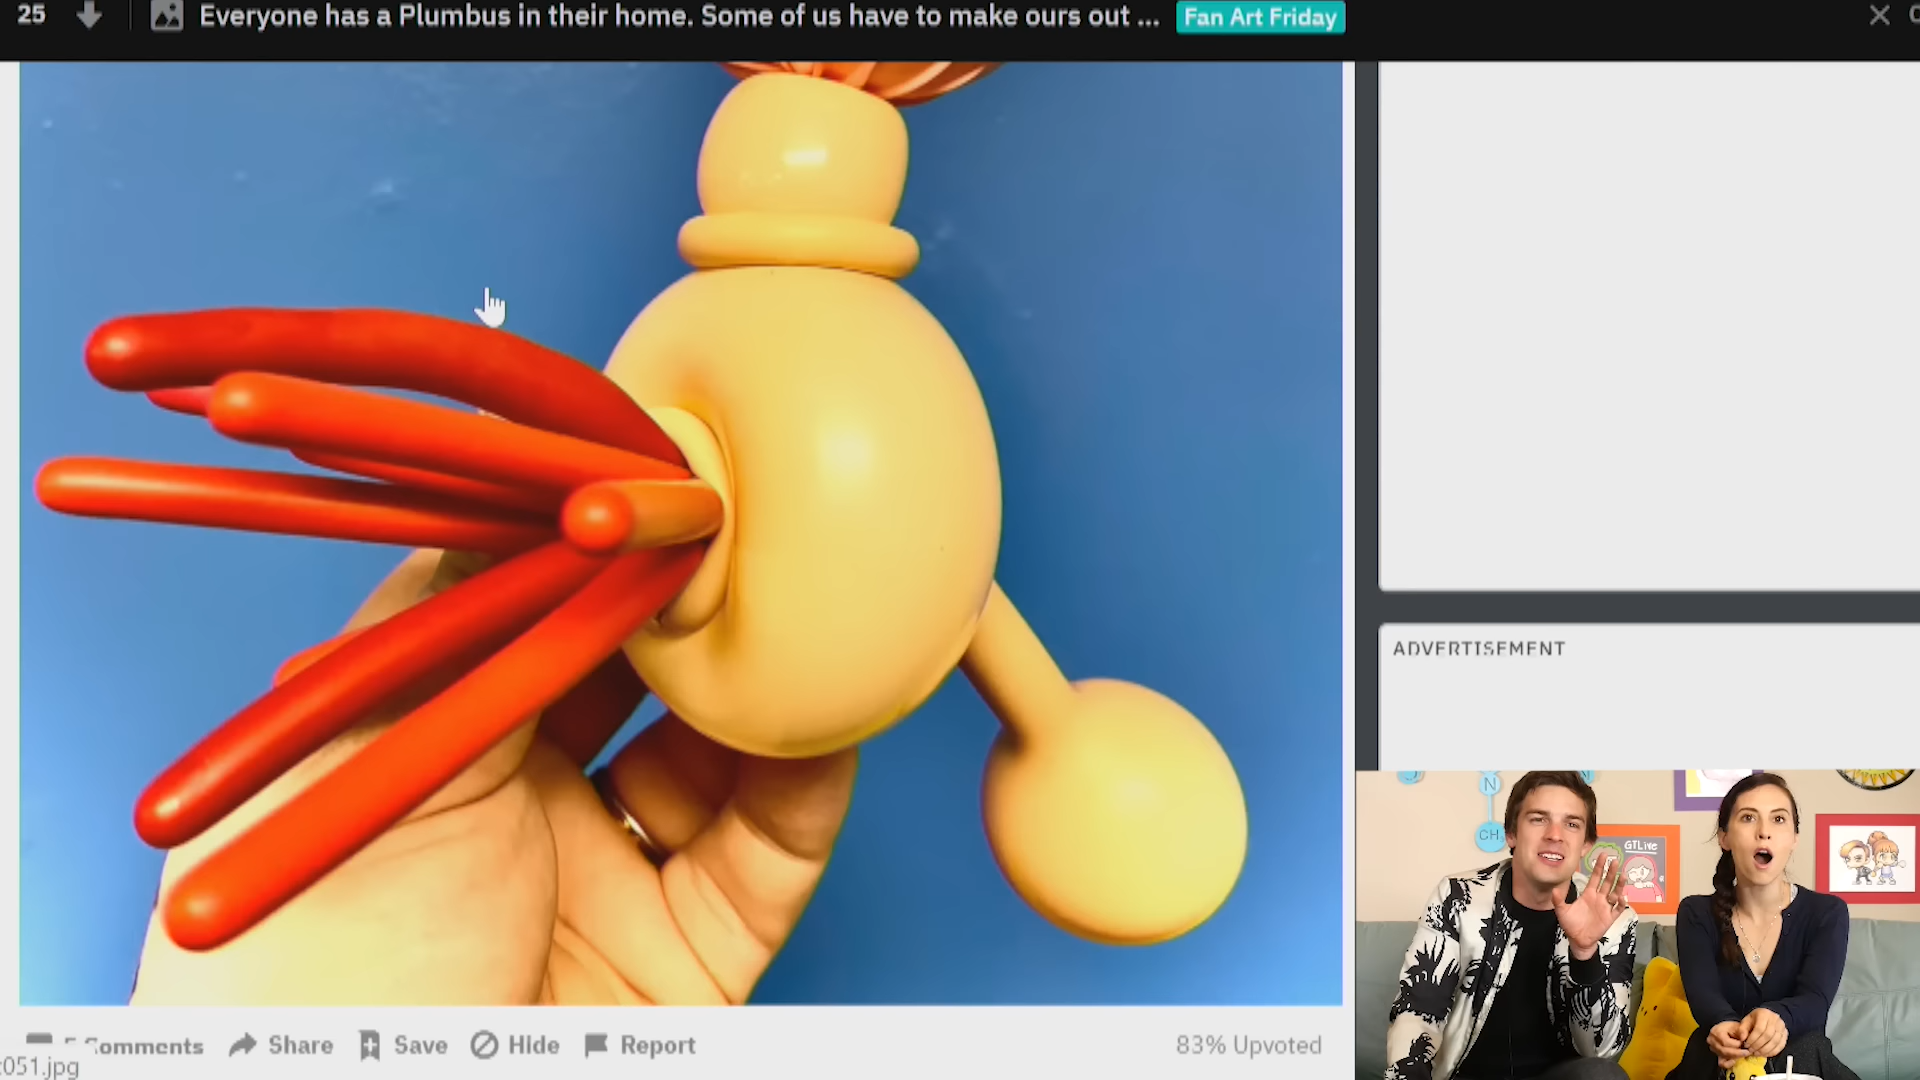 25 Everyone has a Plumbus in their home. Some of us have to make ours out ... Fan Art Friday
ADVERTISEMENT
N
CH
GTLive
Comments Share Save Hide Report 83% Upvoted
051.jpg